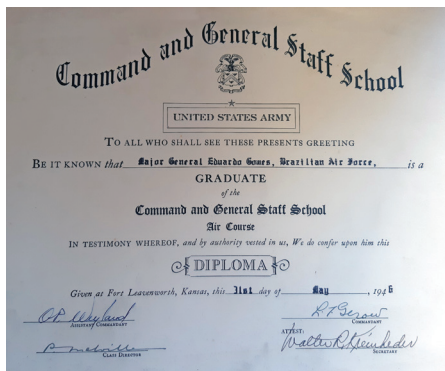 Command and General Staff School
UNITED STATES ARMY
TO ALL WHO SHALL SEE THESE PRESENTS GREETING
BE IT KNOWN that Major General Eduardo Gomes, Brazilian Air Force, is a
GRADUATE
of the
Command and General Staff School
Air Course
IN TESTIMONY WHEREOF, and by authority vested in us, We do confer upon him this
DIPLOMA
Given at Fort Leavenworth, Kansas, this 31st day of May, 1946
O.P. Weyland
ASSISTANT COMMANDANT
L.T. Gerow
COMMANDANT
ATTEST:
CLASS DIRECTOR
Walter R.
SECRETARY